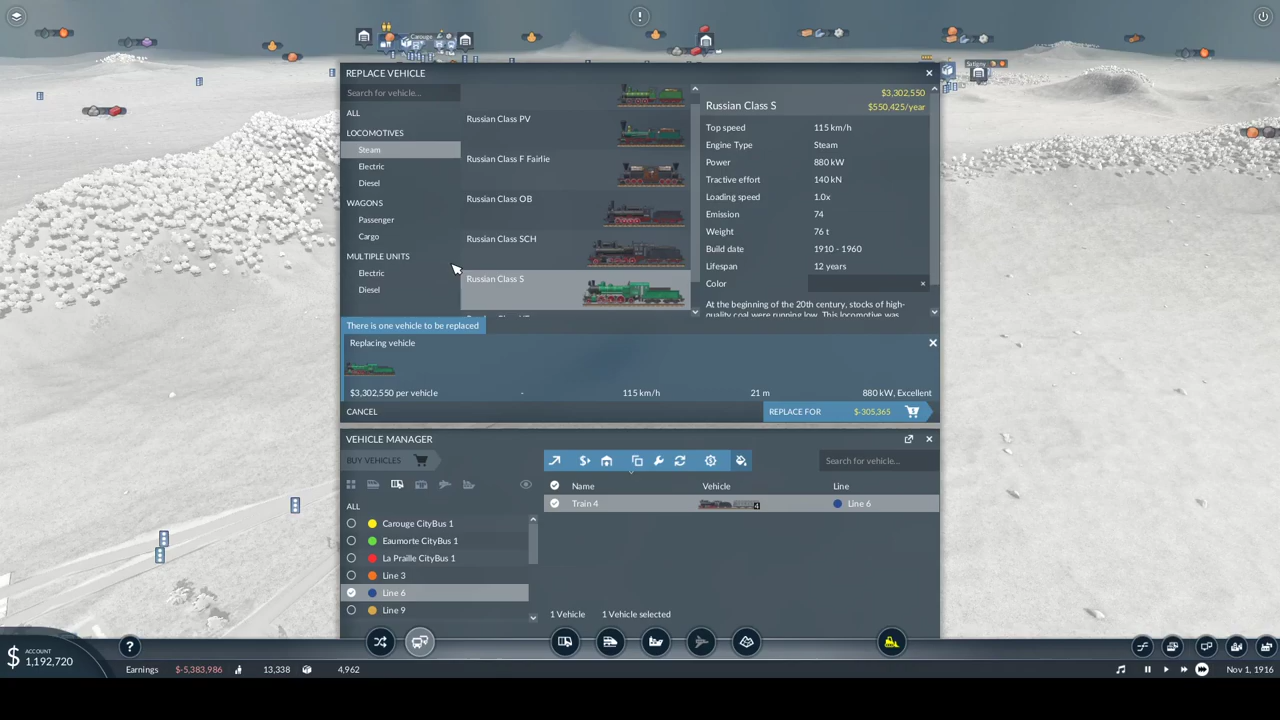 Carouge
Satigny
REPLACE VEHICLE
Search for vehicle...
ALL
LOCOMOTIVES
Steam
Electric
Diesel
WAGONS
Passenger
Cargo
MULTIPLE UNITS
Electric
Diesel
Russian Class PV
Russian Class F Fairlie
Russian Class OB
Russian Class SCH
Russian Class S
$3,302,550
Russian Class S
$550,425/year
Top speed 115 km/h
Engine Type Steam
Power 880 kW
Tractive effort 140 kN
Loading speed 1.0x
Emission 74
Weight 76 t
Build date 1910 - 1960
Lifespan 12 years
Color
At the beginning of the 20th century, stocks of high-
quality coal were running low. This locomotive was
There is one vehicle to be replaced
Replacing vehicle
$3,302,550 per vehicle - 115 km/h 21 m 880 kW, Excellent
CANCEL REPLACE FOR $-305,365
VEHICLE MANAGER
BUY VEHICLES
Search for vehicle...
ALL
Carouge CityBus 1
Eaumorte CityBus 1
La Praille CityBus 1
Line 3
Line 6
Line 9
Name Vehicle Line
Train 4 4 Line 6
1 Vehicle 1 Vehicle selected
$ ACCOUNT
1,192,720
?
Earnings $-5,383,986 13,338 4,962
Nov 1, 1916